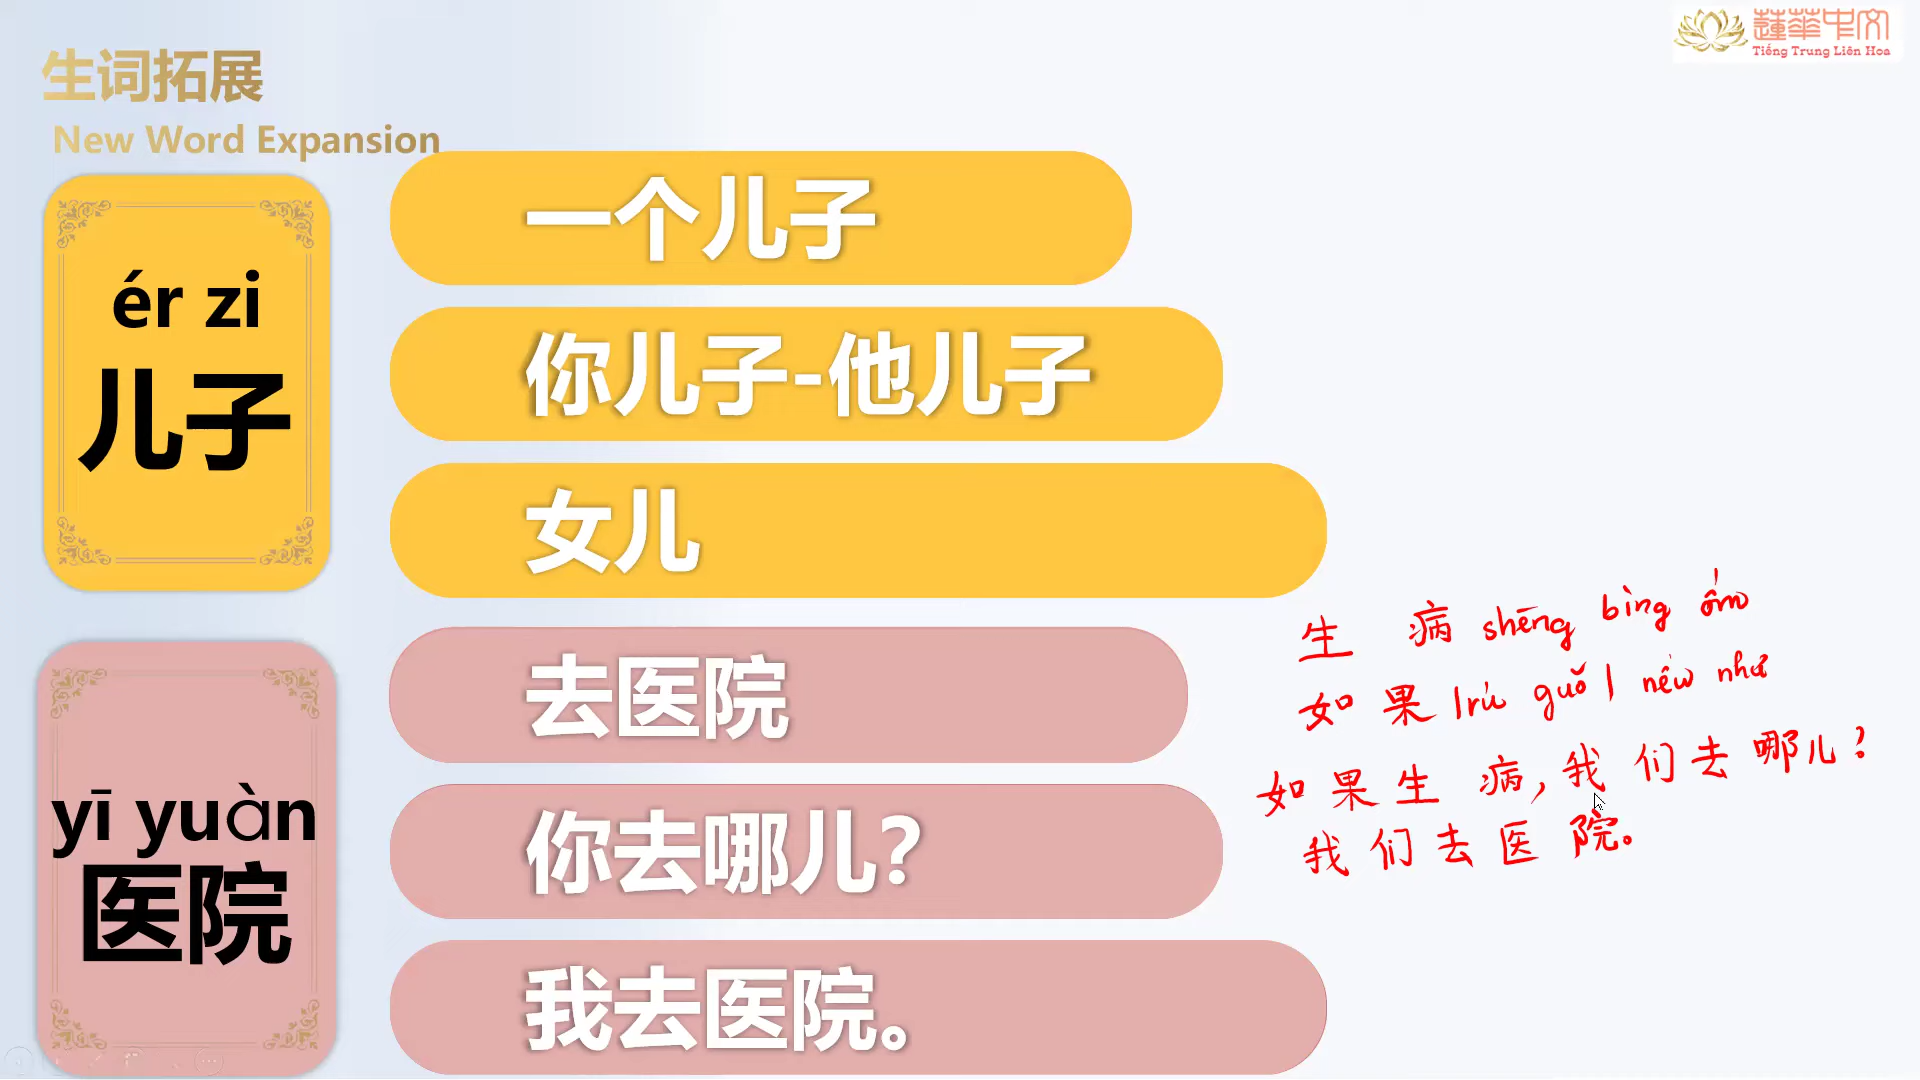 生词拓展
New Word Expansion
蓮華中文
Tiếng Trung Liên Hoa
ér zi
儿子
一个儿子
你儿子-他儿子
女儿
yī yuàn
医院
去医院
你去哪儿?
我去医院。
生病 shēng bìng ốm
如果 | rú guǒ | nếu như
如果生病,我们去哪儿?
我们去医院。